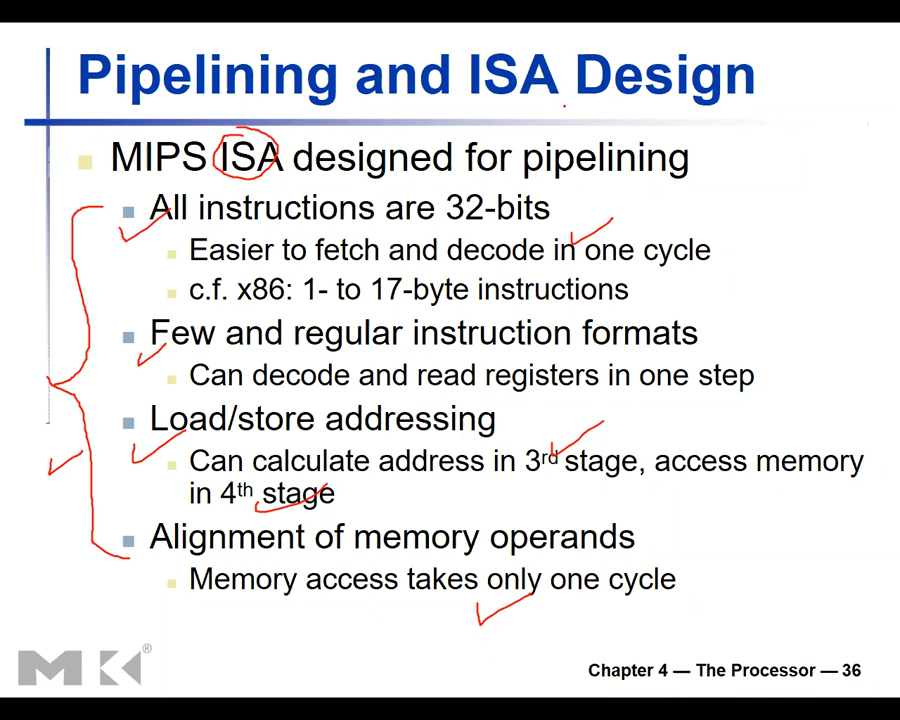 Pipelining and ISA Design
MIPS ISA designed for pipelining
All instructions are 32-bits
Easier to fetch and decode in one cycle
c.f. x86: 1- to 17-byte instructions
Few and regular instruction formats
Can decode and read registers in one step
Load/store addressing
Can calculate address in 3rd stage, access memory
in 4th stage
Alignment of memory operands
Memory access takes only one cycle
MK®
Chapter 4 — The Processor — 36